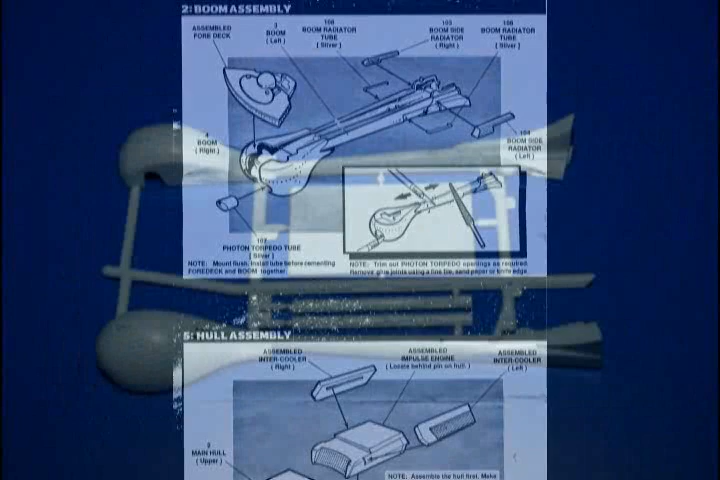 2: BOOM ASSEMBLY
ASSEMBLED
FORE DECK
3
BOOM
( Left )
108
BOOM RADIATOR
TUBE
[ Silver ]
103
BOOM SIDE
RADIATOR
( Right )
108
BOOM RADIATOR
TUBE
[ Silver ]
4
BOOM
( Right )
104
BOOM SIDE
RADIATOR
( Left )
107
PHOTON TORPEDO TUBE
[ Silver ]
NOTE: Mount flush. Install tube before cementing
FOREDECK and BOOM together.
NOTE: Trim out PHOTON TORPEDO openings as required.
Remove glue joints using a fine file, sand paper or knife edge.
5: HULL ASSEMBLY
ASSEMBLED
INTER-COOLER
( Right )
ASSEMBLED
IMPULSE ENGINE
( Locate behind pin on hull. )
ASSEMBLED
INTER-COOLER
( Left )
MAIN HULL
( Upper )
NOTE: Assemble the hull first. Make